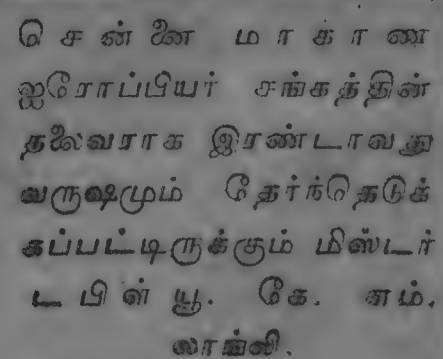 சென்னை மாகாண
ஐரோப்பியர் சங்கத்தின்
தலைவராக இரண்டாவது
வருஷமும் தேர்ந்தெடுக்
கப்பட்டிருக்கும் மிஸ்டர்
டபிள்யூ. கே. எம்.
லாங்லி.